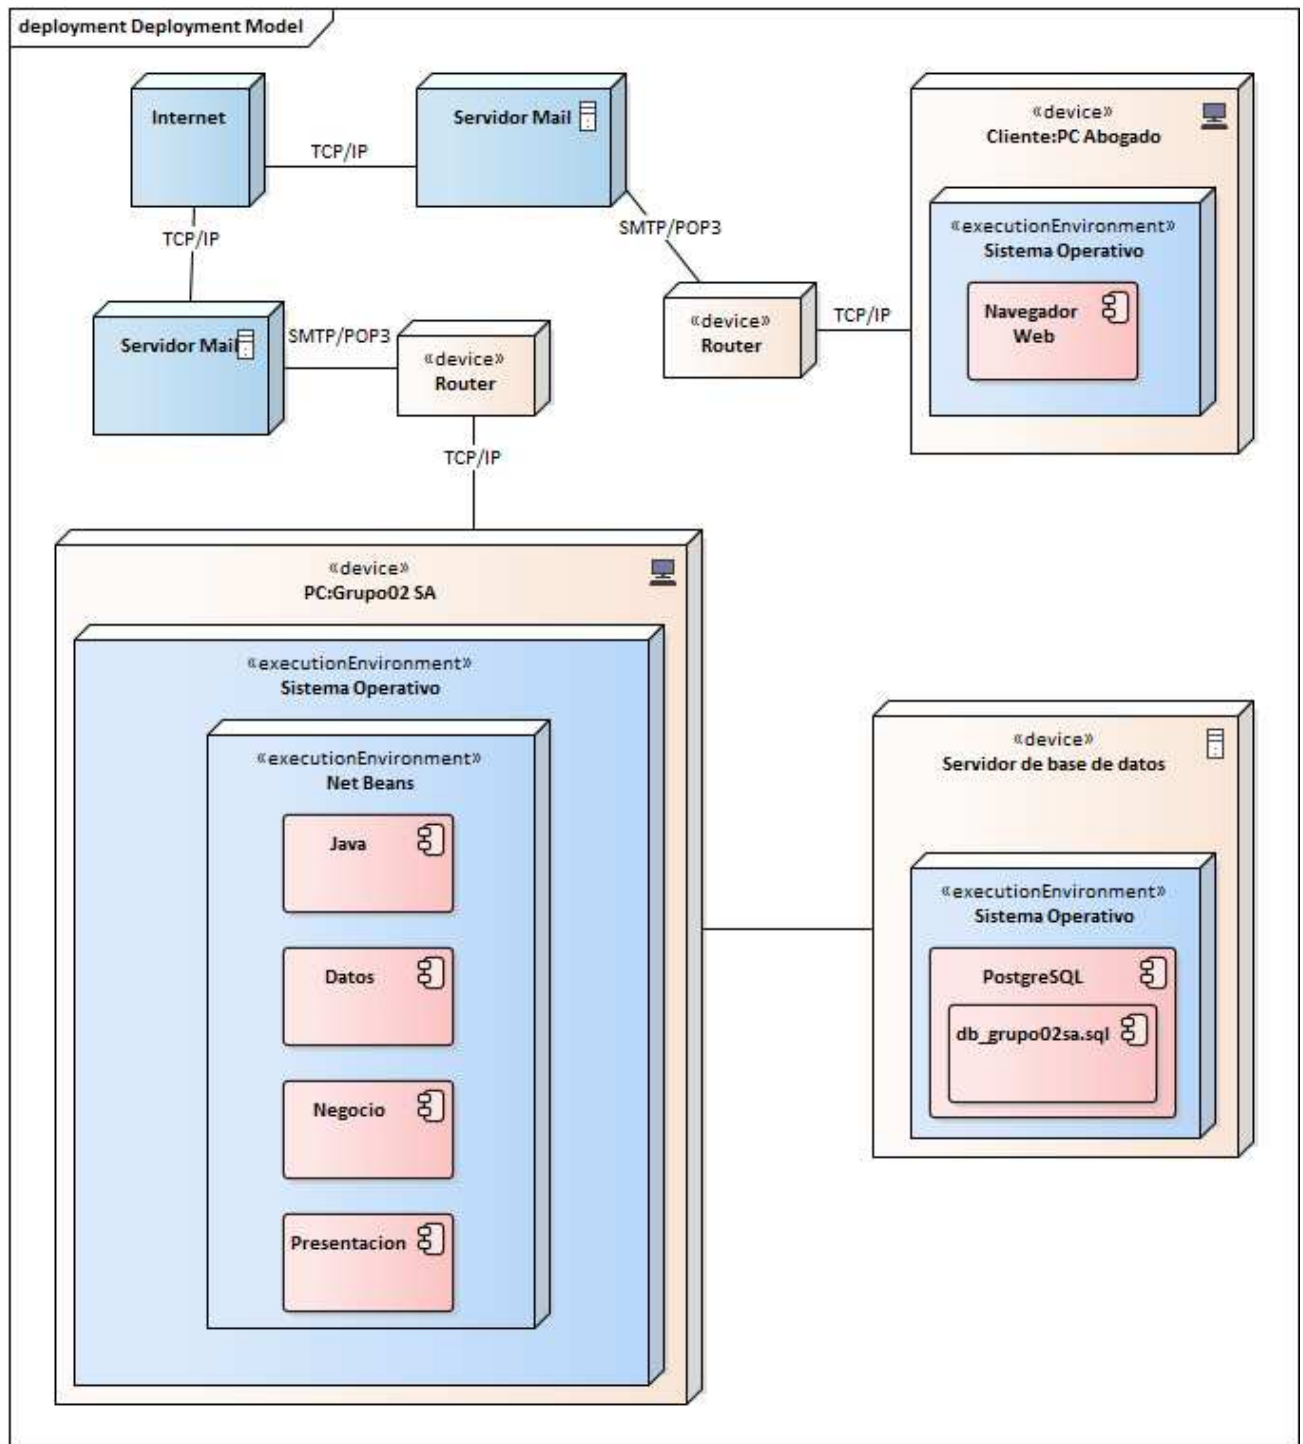 deployment Deployment Model
Internet
TCP/IP
Servidor Mail
«device»
Cliente:PC Abogado
«executionEnvironment»
Sistema Operativo
Navegador
Web
TCP/IP
SMTP/POP3
«device»
Router
TCP/IP
Servidor Mail
SMTP/POP3
«device»
Router
TCP/IP
«device»
PC:Grupo02 SA
«executionEnvironment»
Sistema Operativo
«executionEnvironment»
Net Beans
Java
Datos
Negocio
Presentacion
«device»
Servidor de base de datos
«executionEnvironment»
Sistema Operativo
PostgreSQL
db_grupo02sa.sql